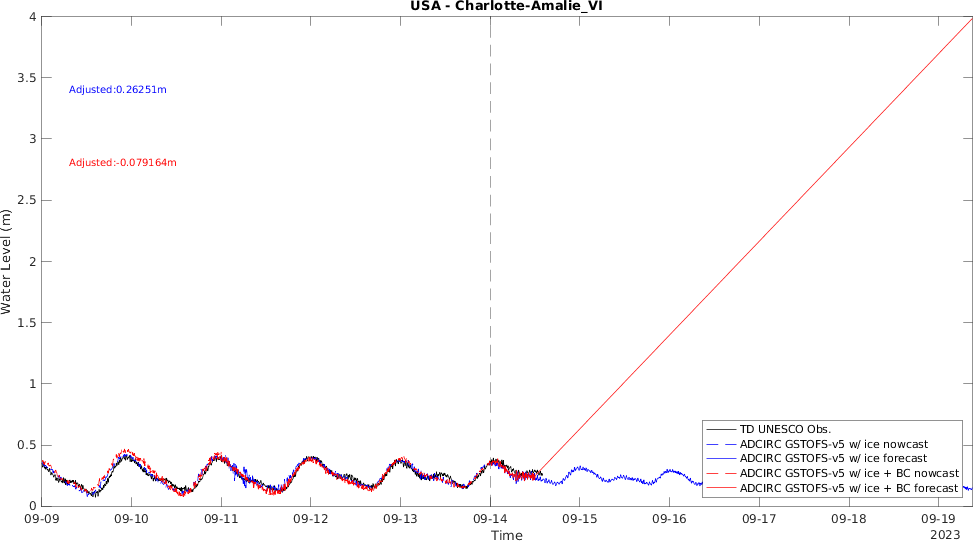 USA - Charlotte-Amalie_VI
4
3.5
3
2.5
2
1.5
1
0.5
0
Water Level (m)
Adjusted:0.26251m
Adjusted:-0.079164m
TD UNESCO Obs.
ADCIRC GSTOFS-v5 w/ ice nowcast
ADCIRC GSTOFS-v5 w/ ice forecast
ADCIRC GSTOFS-v5 w/ ice + BC nowcast
ADCIRC GSTOFS-v5 w/ ice + BC forecast
09-09 09-10 09-11 09-12 09-13 09-14 09-15 09-16 09-17 09-18 09-19
Time
2023